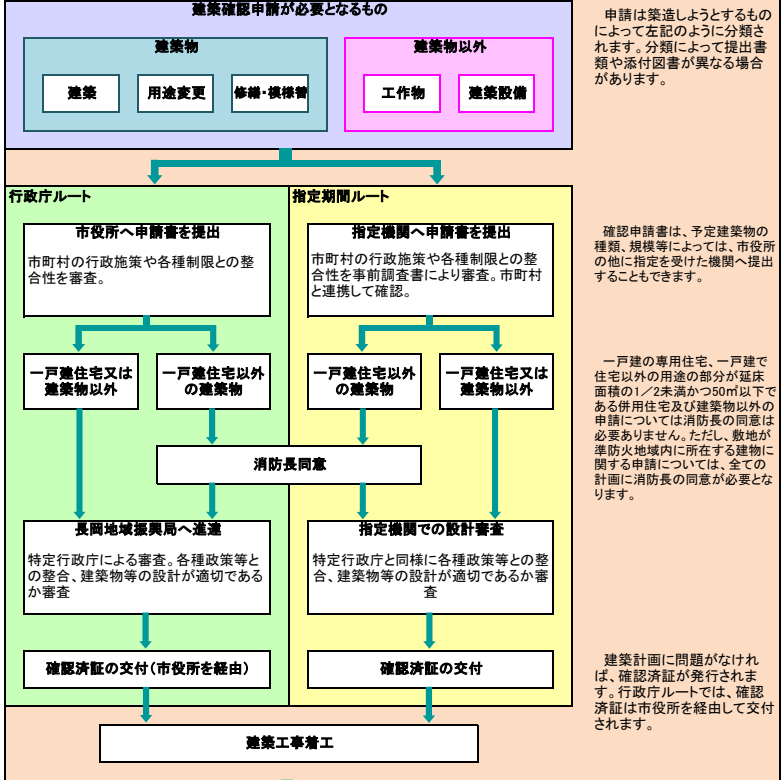 建築確認申請が必要となるもの
建築物
建築物以外
建築
用途変更
修繕・模様替
工作物
建築設備
申請は築造しようとするもの
によって左記のように分類さ
れます。分類によって提出書
類や添付図書が異なる場合
があります。
行政庁ルート
指定期間ルート
市役所へ申請書を提出
市町村の行政施策や各種制限との整
合性を審査。
指定機関へ申請書を提出
市町村の行政施策や各種制限との整
合性を事前調査書により審査。市町村
と連携して確認。
確認申請書は、予定建築物の
種類、規模等によっては、市役所
の他に指定を受けた機関へ提出
することもできます。
一戸建住宅又は
建築物以外
一戸建住宅以外
の建築物
一戸建住宅以外
の建築物
一戸建住宅又は
建築物以外
一戸建の専用住宅、一戸建で
住宅以外の用途の部分が延床
面積の1/2未満かつ50㎡以下で
ある併用住宅及び建築物以外の
申請については消防長の同意は
必要ありません。ただし、敷地が
準防火地域内に所在する建物に
関する申請については、全ての
計画に消防長の同意が必要とな
ります。
消防長同意
長岡地域振興局へ進達
特定行政庁による審査。各種政策等と
の整合、建築物等の設計が適切である
か審査
指定機関での設計審査
特定行政庁と同様に各種政策等との整
合、建築物等の設計が適切であるか審
査
確認済証の交付(市役所を経由)
確認済証の交付
建築計画に問題がなけれ
ば、確認済証が発行されま
す。行政庁ルートでは、確認
済証は市役所を経由して交付
されます。
建築工事着工